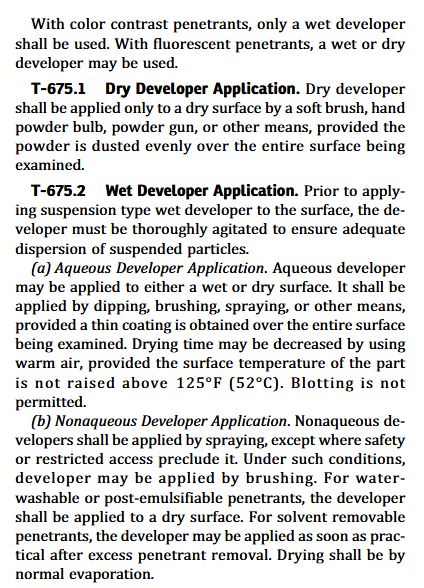 With color contrast penetrants, only a wet developer
shall be used. With fluorescent penetrants, a wet or dry
developer may be used.
T-675.1 Dry Developer Application. Dry developer
shall be applied only to a dry surface by a soft brush, hand
powder bulb, powder gun, or other means, provided the
powder is dusted evenly over the entire surface being
examined.
T-675.2 Wet Developer Application. Prior to apply-
ing suspension type wet developer to the surface, the de-
veloper must be thoroughly agitated to ensure adequate
dispersion of suspended particles.
(a) Aqueous Developer Application. Aqueous developer
may be applied to either a wet or dry surface. It shall be
applied by dipping, brushing, spraying, or other means,
provided a thin coating is obtained over the entire surface
being examined. Drying time may be decreased by using
warm air, provided the surface temperature of the part
is not raised above 125°F (52°C). Blotting is not
permitted.
(b) Nonaqueous Developer Application. Nonaqueous de-
velopers shall be applied by spraying, except where safety
or restricted access preclude it. Under such conditions,
developer may be applied by brushing. For water-
washable or post-emulsifiable penetrants, the developer
shall be applied to a dry surface. For solvent removable
penetrants, the developer may be applied as soon as prac-
tical after excess penetrant removal. Drying shall be by
normal evaporation.